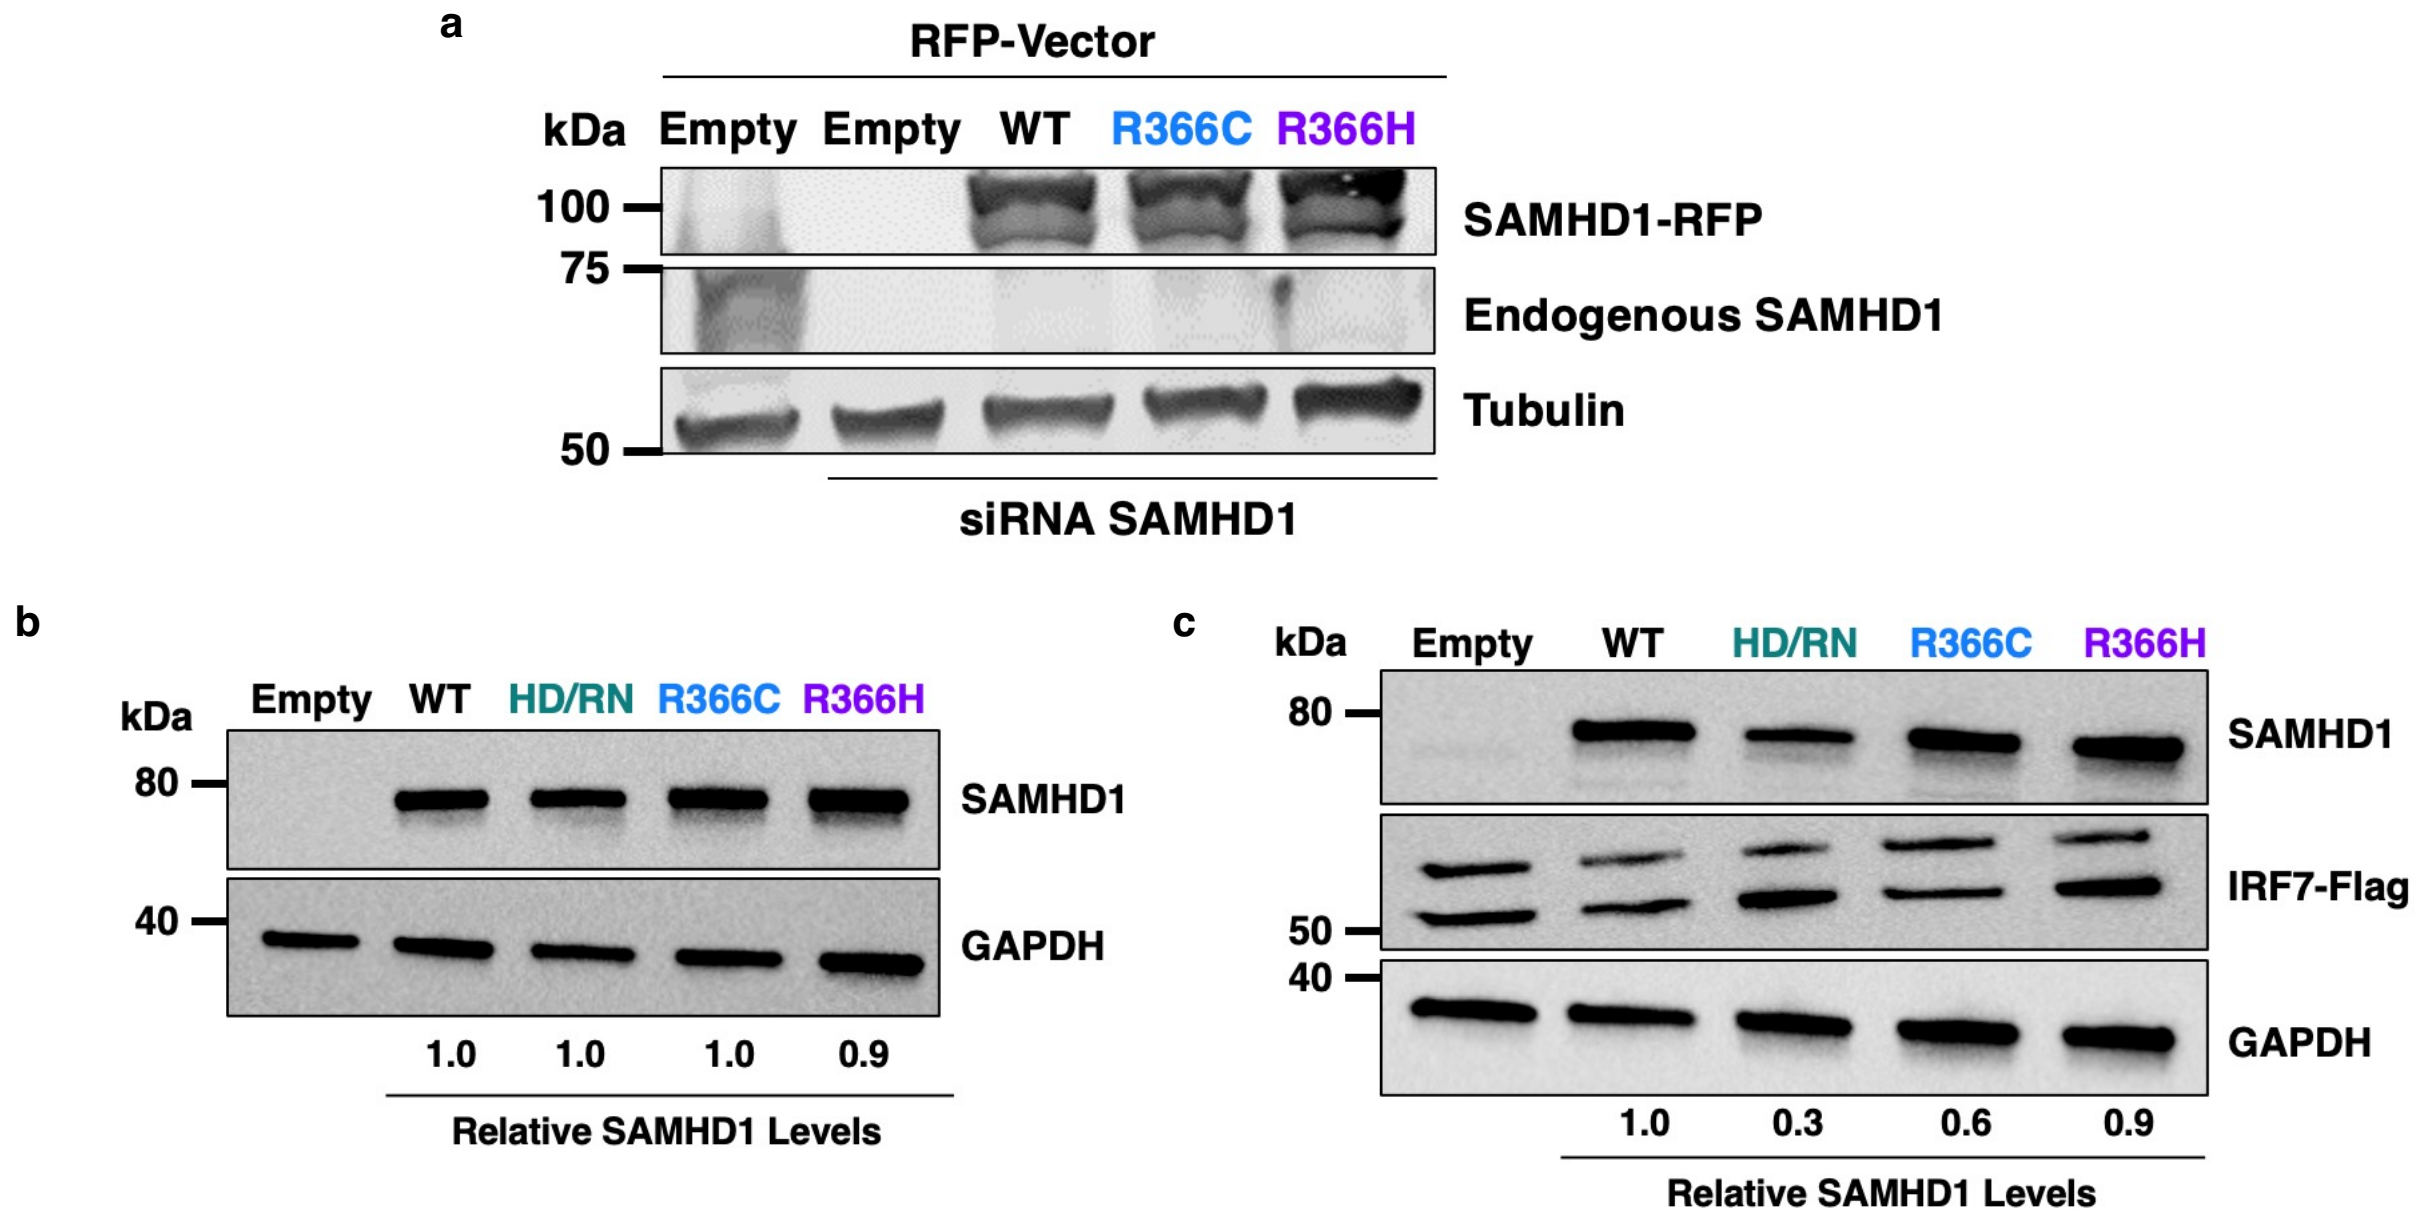 a
RFP-Vector
kDa Empty Empty WT R366C R366H
100
SAMHD1-RFP
75
Endogenous SAMHD1
Tubulin
50
siRNA SAMHD1
b
Empty WT HD/RN R366C R366H
kDa
80
SAMHD1
40
GAPDH
1.0 1.0 1.0 0.9
Relative SAMHD1 Levels
c
kDa Empty WT HD/RN R366C R366H
80
SAMHD1
IRF7-Flag
50
40
GAPDH
1.0 0.3 0.6 0.9
Relative SAMHD1 Levels